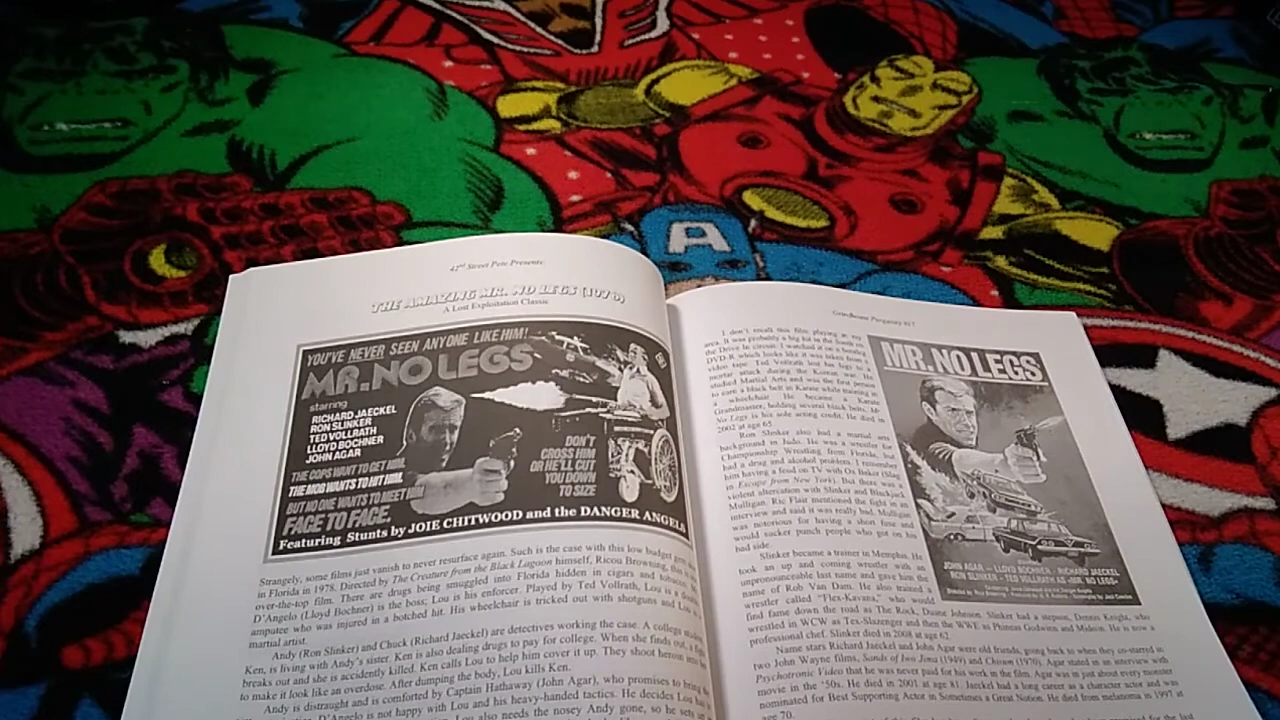 A
42nd Street Pete Presents:
THE AMAZING MR. NO LEGS
A Lost Exploitation Classic
YOU'VE NEVER SEEN ANYONE LIKE HIM!
MR. NO LEGS
starring
RICHARD JAECKEL
RON SLINKER
TED VOLLRATH
LLOYD BOCHNER
JOHN AGAR
THE COPS WANT TO GET HIM.
THE MOB WANTS TO HIT HIM.
BUT NO ONE WANTS TO MEET HIM
FACE TO FACE.
DON'T
CROSS HIM
OR HE'LL CUT
YOU DOWN
TO SIZE
Featuring Stunts by JOIE CHITWOOD and the DANGER ANGELS
Strangely, some films just vanish to never resurface again. Such is the case with this low budget
in Florida in 1978. Directed by The Creature from the Black Lagoon himself, Ricou Browning, this is
over-the-top film. There are drugs being smuggled into Florida hidden in cigars and
D'Angelo (Lloyd Bochner) is the boss; Lou is his enforcer. Played by Ted Vollrath, Lou is a
amputee who was injured in a botched hit. His wheelchair is tricked out with shotguns and Lou
martial artist.
Andy (Ron Slinker) and Chuck (Richard Jaeckel) are detectives working the case. A college
Ken, is living with Andy's sister. Ken is also dealing drugs to pay for college. When she finds out, a
breaks out and she is accidently killed. Ken calls Lou to help him cover it up. They shoot heroin
to make it look like an overdose. After dumping the body, Lou kills Ken.
Andy is distraught and is comforted by Captain Hathaway (John Agar), who promises to bring
D'Angelo is not happy with Lou and his heavy-handed tactics. He decides Lou
Lou also needs the nosey Andy gone, so he sets
Grindhouse Purgatory #17
I don't recall this film playing in my
area. It was probably a big hit in the South on
the Drive In circuit. I watched it on a bootleg
DVD-R which looks like it was taken from a
video tape. Ted Vollrath lost his legs to a
mortar attack during the Korean war. He
studied Martial Arts and was the first person
to earn a black belt in Karate while training in
a wheelchair. He became a Karate
Grandmaster, holding several black belts. Mr.
No Legs is his sole acting credit. He died in
2002 at age 65.
Ron Slinker also had a martial arts
background in Judo. He was a wrestler for
Championship Wrestling from Florida, but
had a drug and alcohol problem. I remember
him having a feud on TV with Ox Baker (Slag
in Escape from New York). But there was a
violent altercation with Slinker and Blackjack
Mulligan. Ric Flair mentioned the fight in an
interview and said it was really bad. Mulligan
was notorious for having a short fuse and
would sucker punch people who got on his
bad side.
Slinker became a trainer in Memphis. He
took an up and coming wrestler with an
unpronounceable last name and gave him the
name of Rob Van Dam. He also trained a
wrestler called "Flex-Kavana," who would
find fame down the road as The Rock, Duane Johnson. Slinker had a stepson, Dennis Knight, who
wrestled in WCW as Tex-Slazenger and then the WWE as Phineas Godwinn and Mideon. He is now a
professional chef. Slinker died in 2008 at age 62.
Name stars Richard Jaeckel and John Agar were old friends, going back to when they co-starred in
two John Wayne films, Sands of Iwo Jima (1949) and Chisum (1970). Agar stated in an interview with
Psychotronic Video that he was never paid for his work in the film. Agar was in just about every monster
movie in the '50s. He died in 2001 at age 81. Jaeckel had a long career as a character actor and was
nominated for Best Supporting Actor in Sometimes a Great Notion. He died from melanoma in 1997 at
age 70.
MR. NO LEGS
JOHN AGAR — LLOYD BOCHNER - RICHARD JAECKEL
RON SLINKER - TED VOLLRATH AS «MR. NO LEGS»